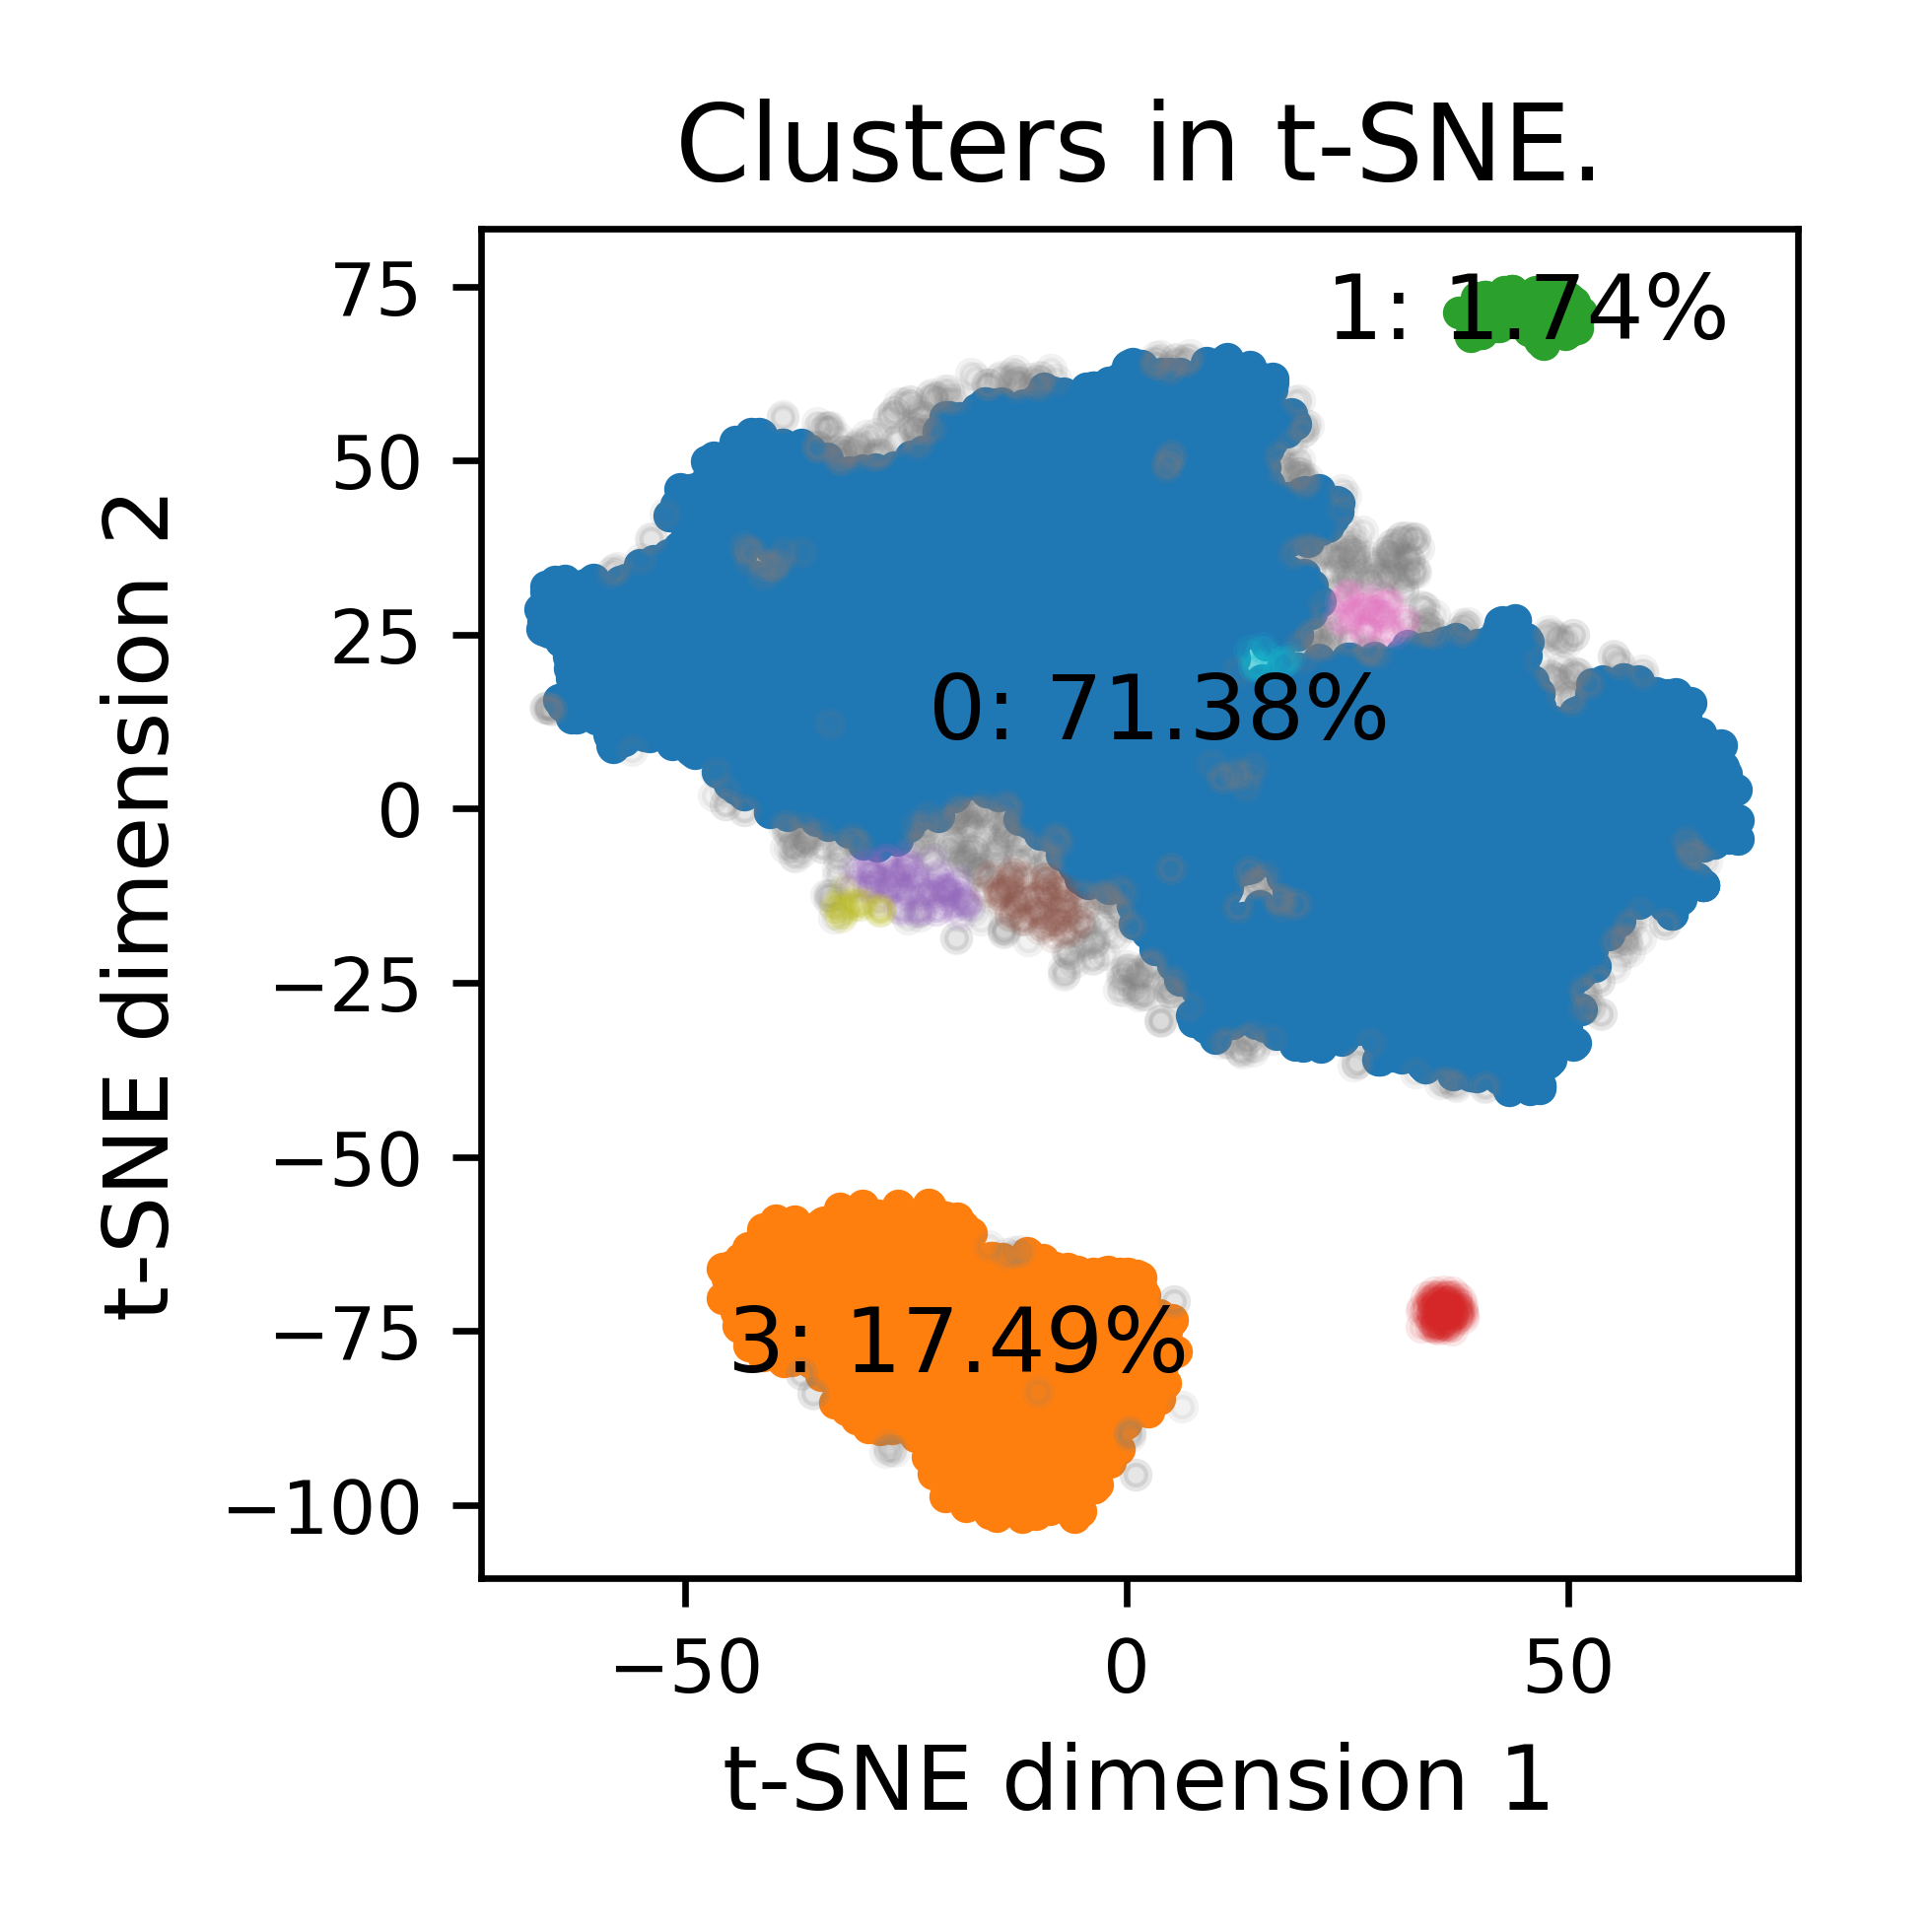 Clusters in t-SNE.
t-SNE dimension 2
75
50
25
0
−25
−50
−75
−100
1: 1.74%
0: 71.38%
3: 17.49%
−50 0 50
t-SNE dimension 1